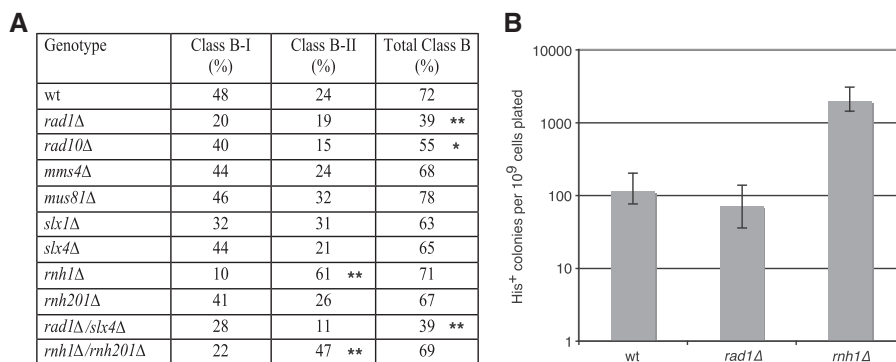 A
Genotype Class B-I (%) Class B-II (%) Total Class B (%)
wt 48 24 72
rad1Δ 20 19 39 **
rad10Δ 40 15 55 *
mms4Δ 44 24 68
mus81Δ 46 32 78
slx1Δ 32 31 63
slx4Δ 44 21 65
rnh1Δ 10 61 ** 71
rnh201Δ 41 26 67
rad1Δ/slx4Δ 28 11 39 **
rnh1Δ/rnh201Δ 22 47 ** 69
B
His+ colonies per 10^9 cells plated
10000
1000
100
10
1
wt rad1Δ rnh1Δ